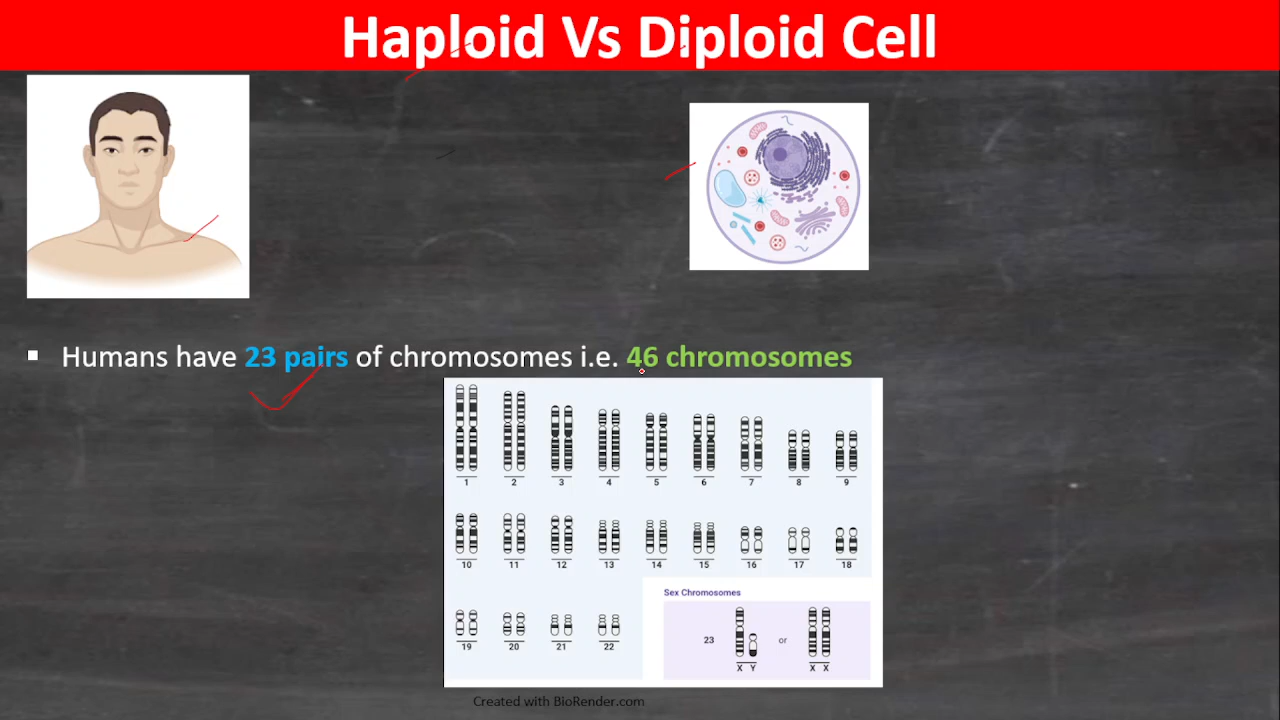 Haploid Vs Diploid Cell
▪ Humans have 23 pairs of chromosomes i.e. 46 chromosomes
1 2 3 4 5 6 7 8 9
10 11 12 13 14 15 16 17 18
Sex Chromosomes
19 20 21 22
23 or
X Y X X
Created with BioRender.com